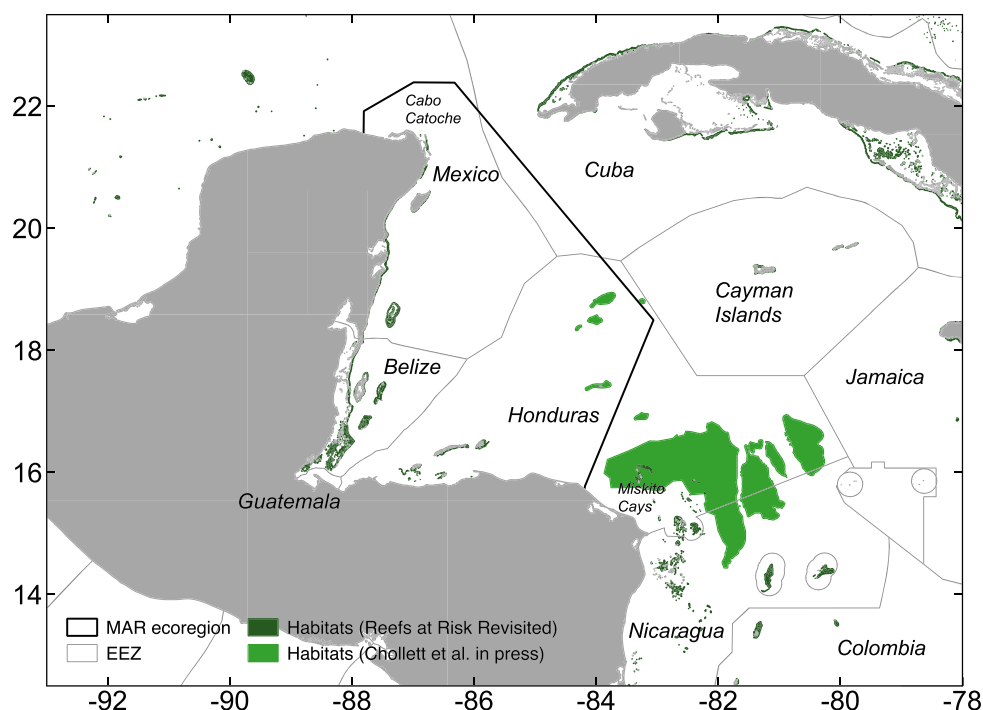 22
20
18
16
14
Cabo
Catoche
Mexico
Cuba
Cayman
Islands
Belize
Jamaica
Honduras
Guatemala
Miskito
Cays
Nicaragua
Colombia
MAR ecoregion
EEZ
Habitats (Reefs at Risk Revisited)
Habitats (Chollett et al. in press)
-92 -90 -88 -86 -84 -82 -80 -78